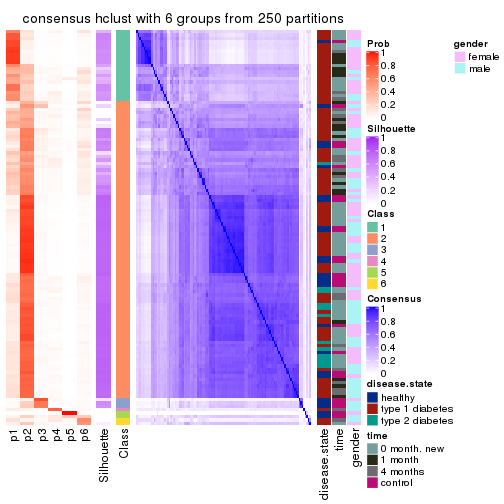 consensus hclust with 6 groups from 250 partitions
Prob
1
0.8
0.6
0.4
0.2
0
gender
female
male
Silhouette
1
0.8
0.6
0.4
0.2
0
Class
1
2
3
4
5
6
Consensus
1
0.8
0.6
0.4
0.2
0
disease.state
healthy
type 1 diabetes
type 2 diabetes
time
0 month, new
1 month
4 months
control
p1
p2
p3
p4
p5
p6
Silhouette
Class
disease.state
time
gender